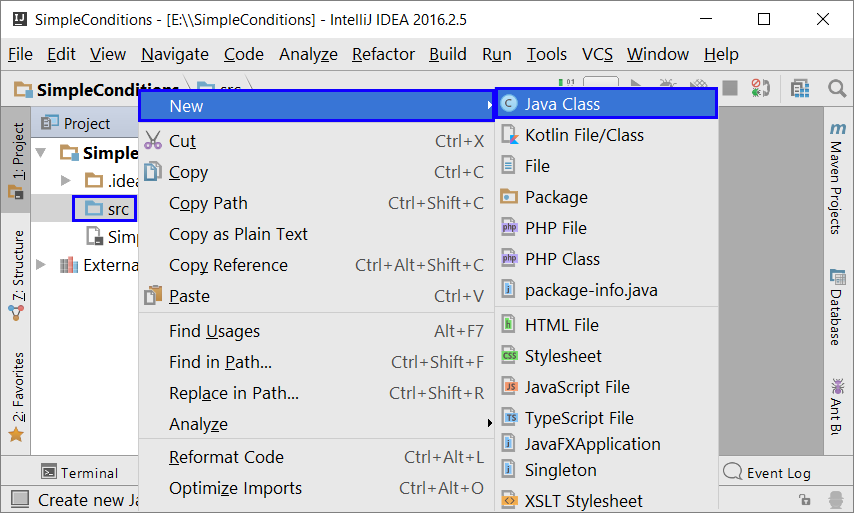 SimpleConditions - [E:\\SimpleConditions] - IntelliJ IDEA 2016.2.5
File Edit View Navigate Code Analyze Refactor Build Run Tools VCS Window Help
SimpleConditions src
New
Java Class
Project
Cut Ctrl+X
Kotlin File/Class
Simple
Copy Ctrl+C
File
.idea
Copy Path Ctrl+Shift+C
Package
src
Copy as Plain Text
PHP File
Sim
Copy Reference Ctrl+Alt+Shift+C
PHP Class
Externa
Paste Ctrl+V
package-info.java
Find Usages Alt+F7
HTML File
Find in Path... Ctrl+Shift+F
Stylesheet
Replace in Path... Ctrl+Shift+R
JavaScript File
Analyze
TypeScript File
JavaFXApplication
Reformat Code Ctrl+Alt+L
Singleton
Optimize Imports Ctrl+Alt+O
XSLT Stylesheet
1: Project
7: Structure
2: Favorites
Maven Projects
Database
Ant Bu
Terminal
Event Log
Create new Ja